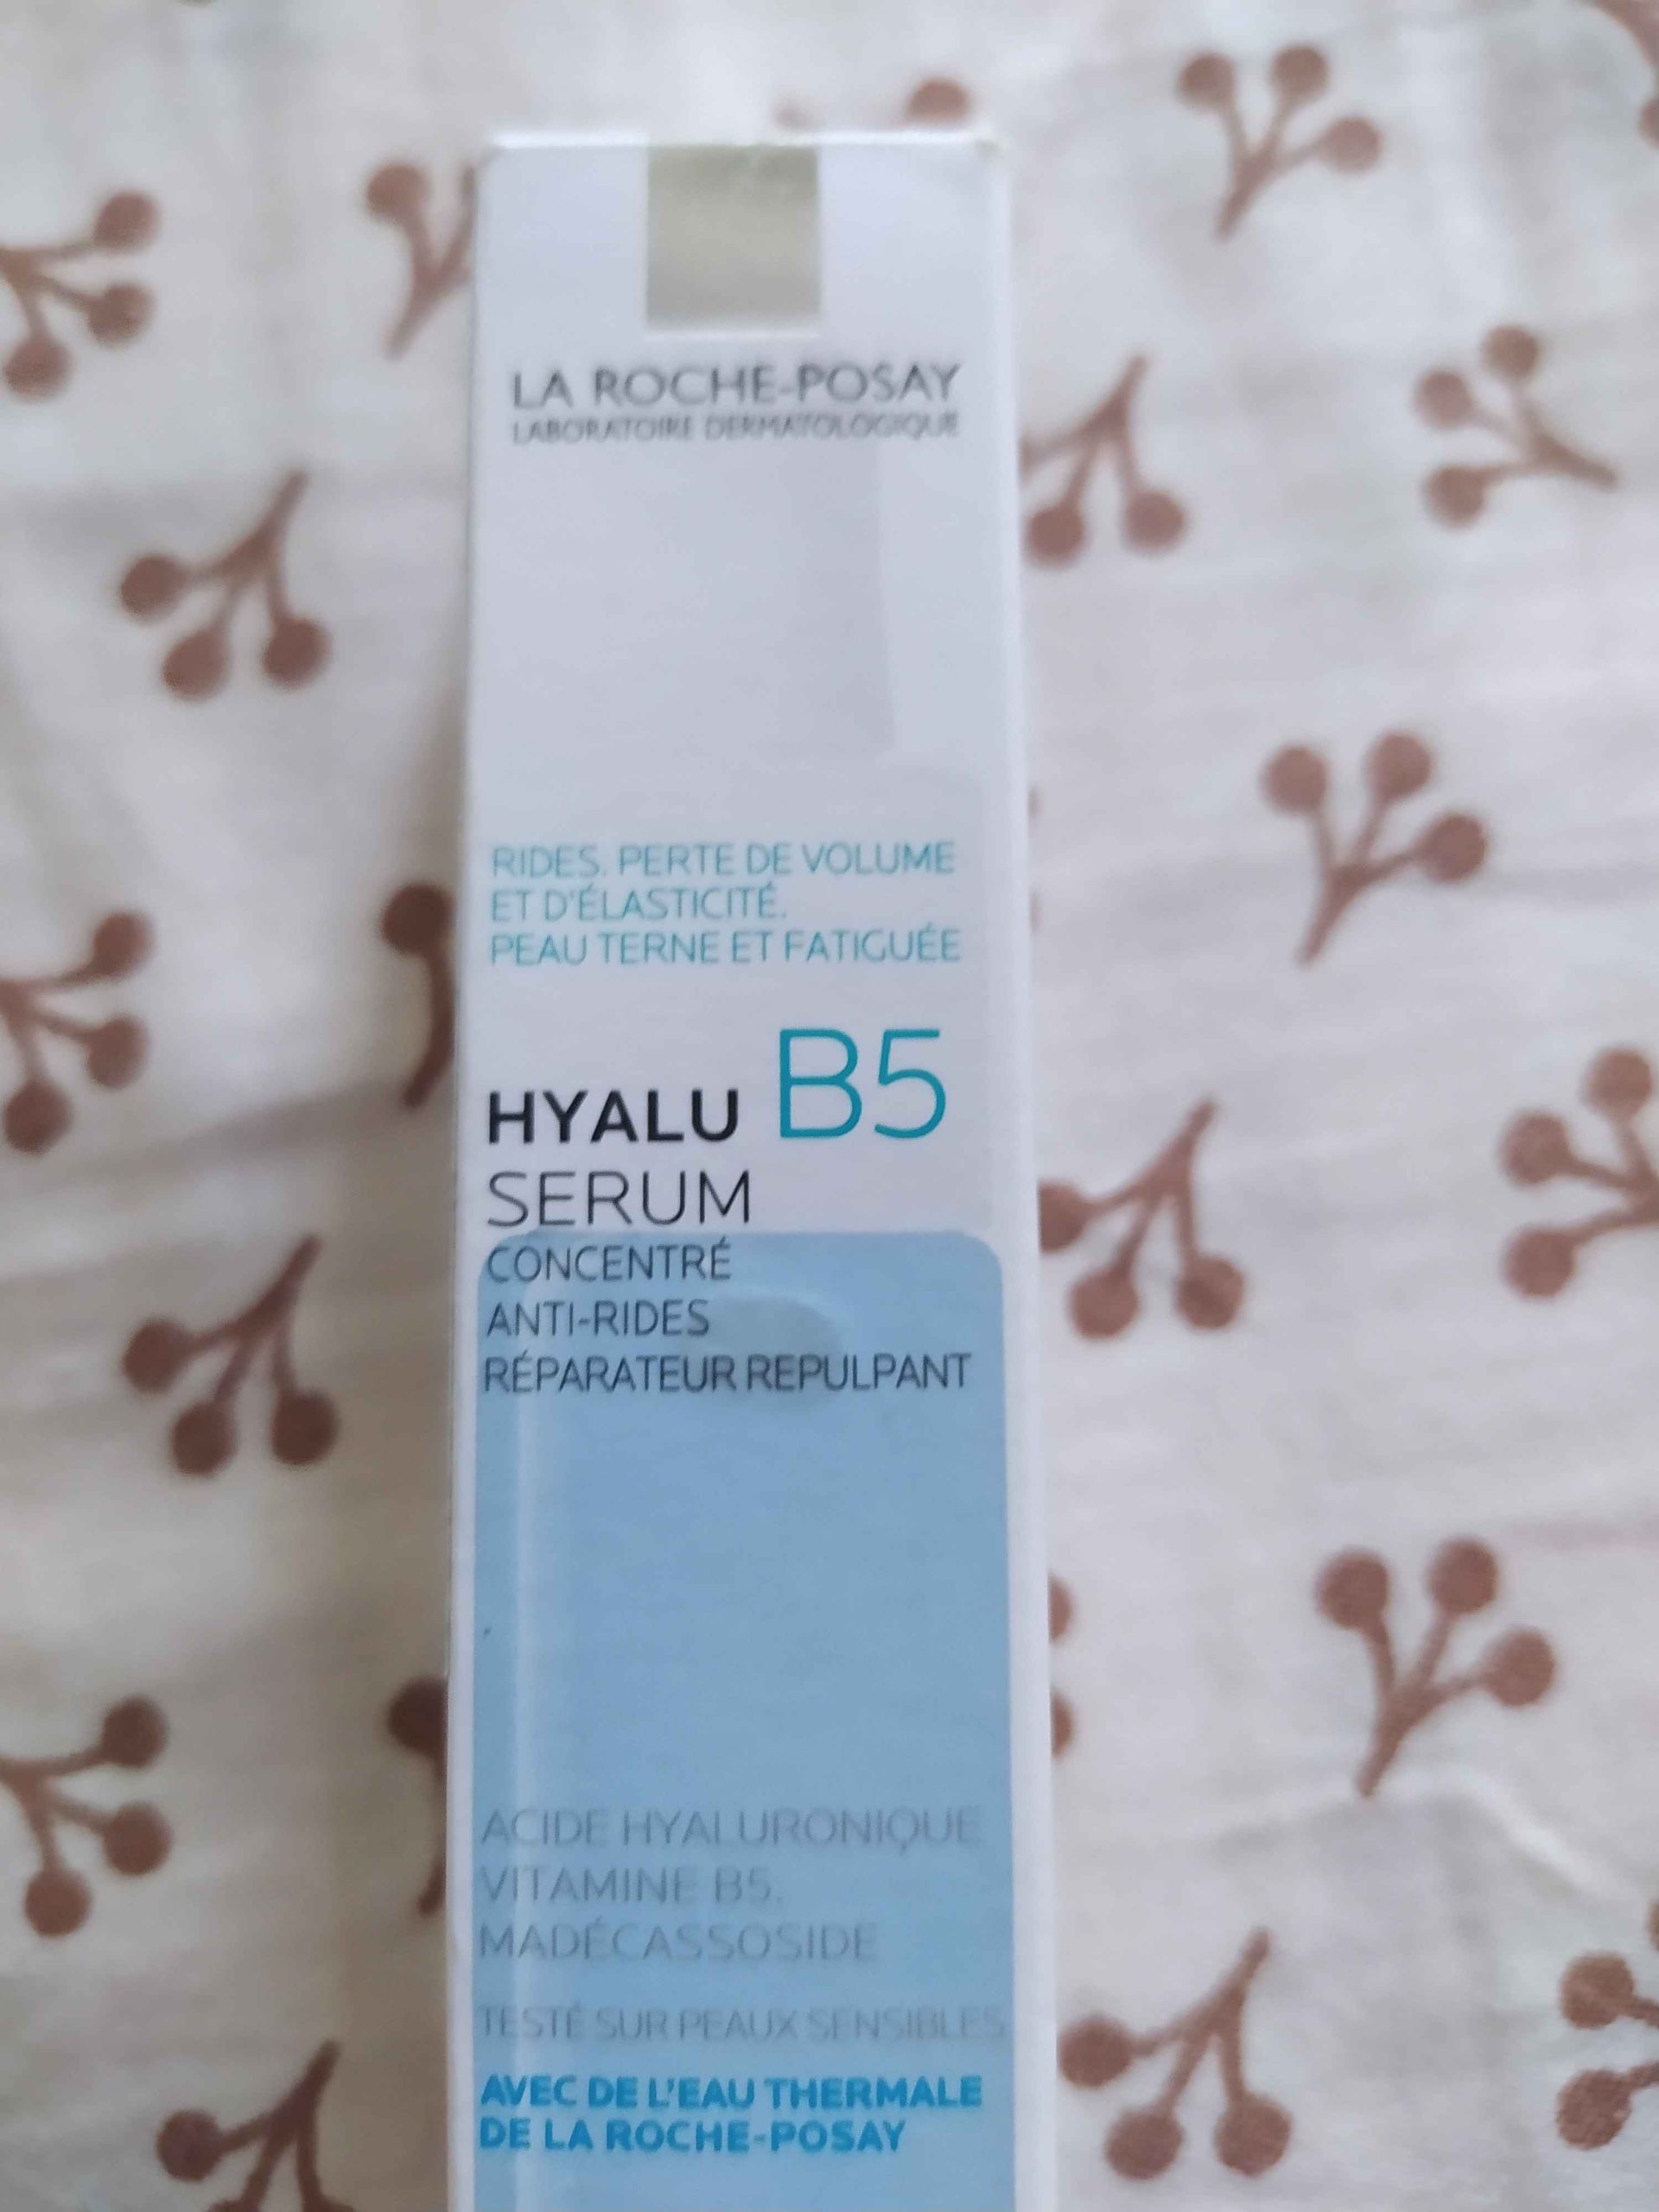 LA ROCHE-POSAY
LABORATOIRE DERMATOLOGIQUE
RIDES. PERTE DE VOLUME
ET D'ÉLASTICITÉ.
PEAU TERNE ET FATIGUÉE
HYALU B5
SERUM
CONCENTRÉ
ANTI-RIDES
RÉPARATEUR REPULPANT
ACIDE HYALURONIQUE
VITAMINE B5.
MADÉCASSOSIDE
TESTÉ SUR PEAUX SENSIBLES
AVEC DE L'EAU THERMALE
DE LA ROCHE-POSAY